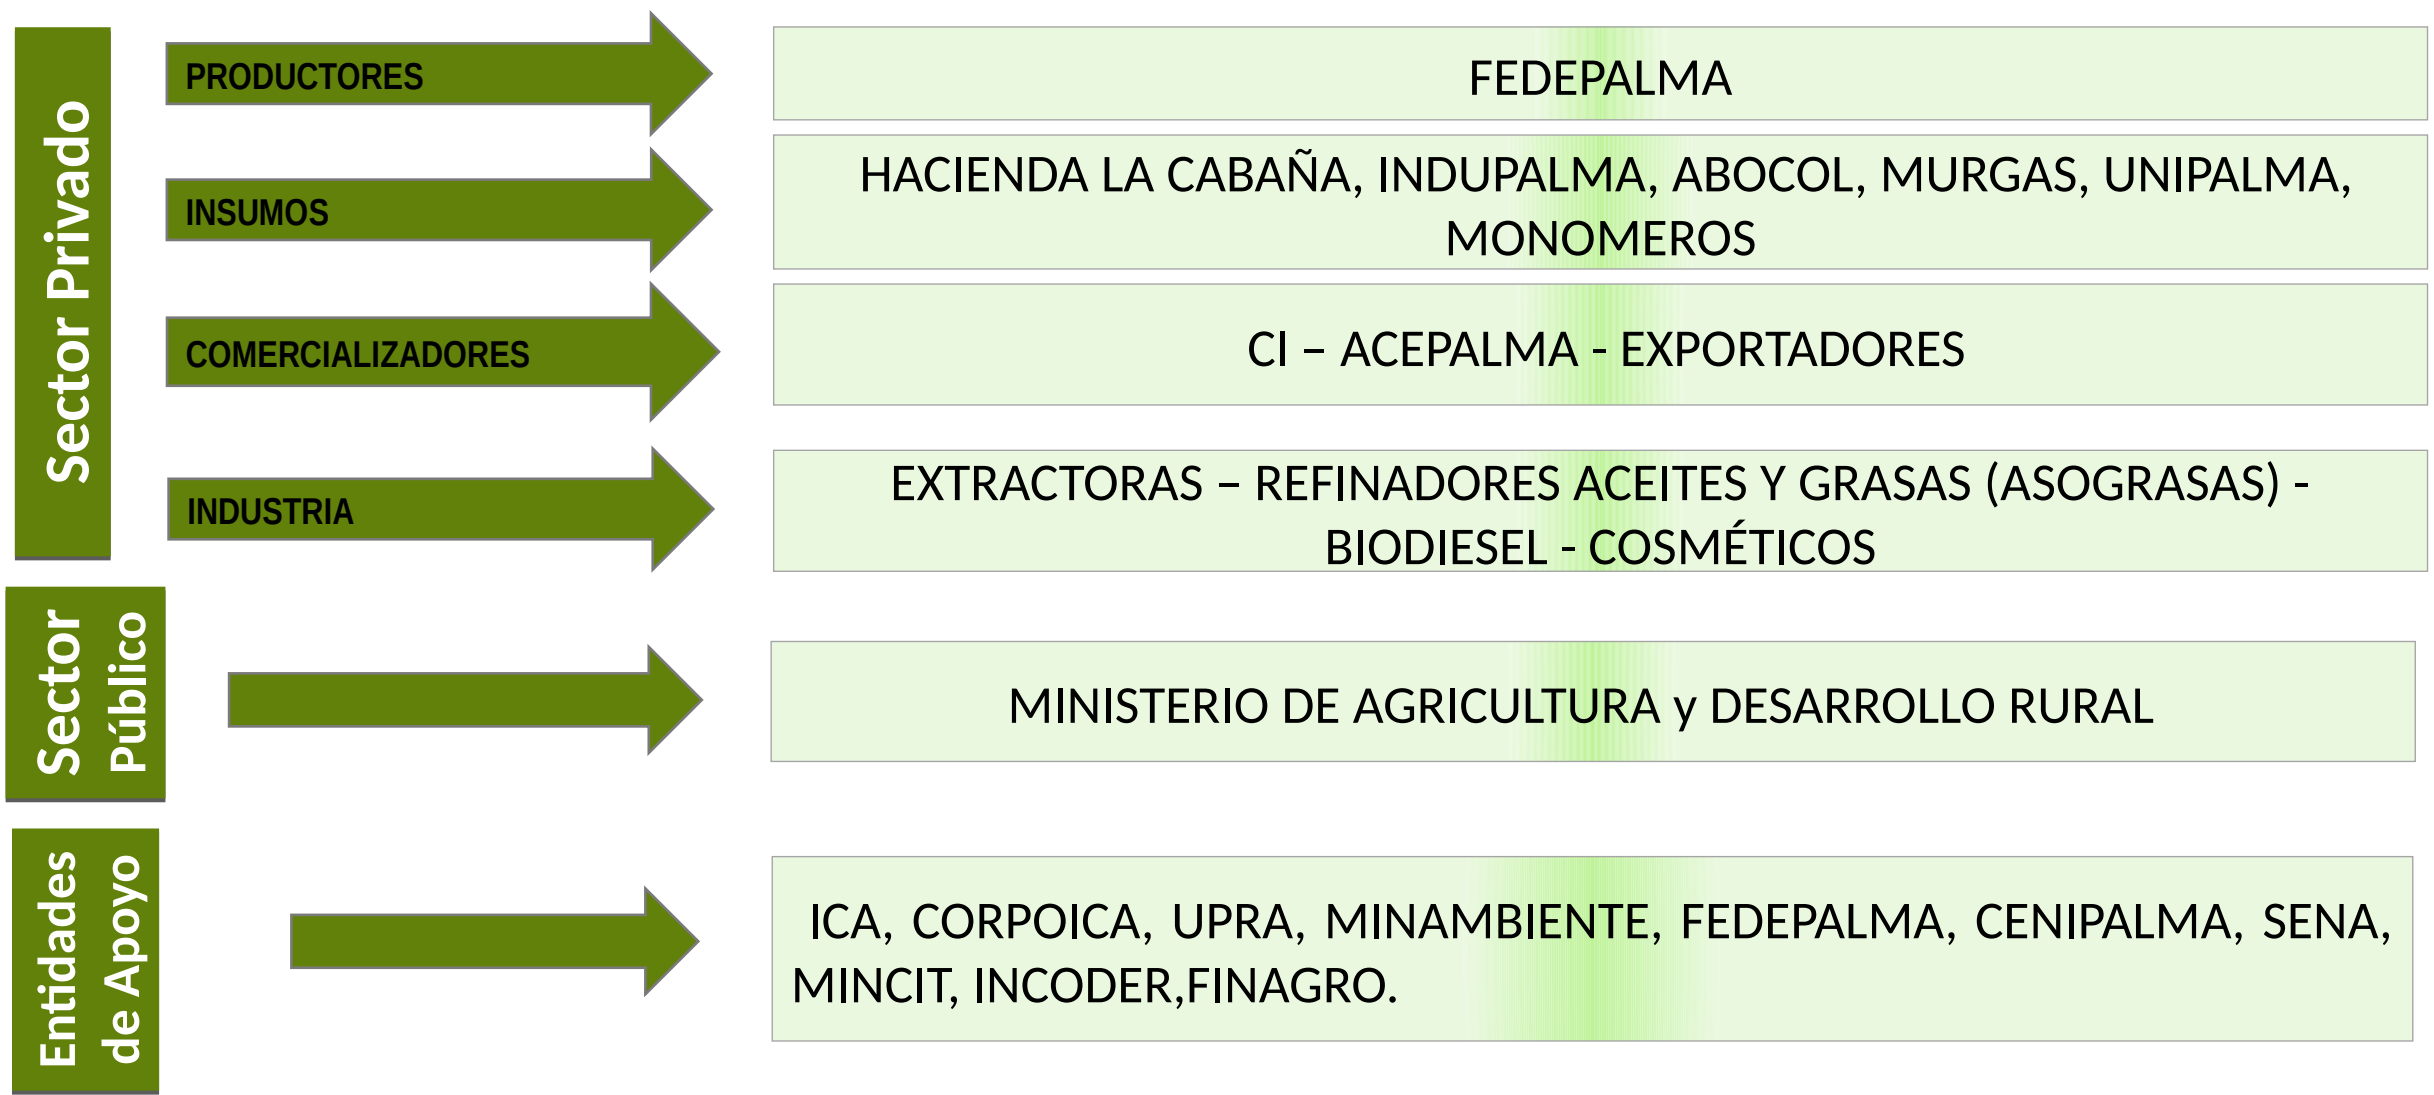 Sector Privado
PRODUCTORES
FEDEPALMA
INSUMOS
HACIENDA LA CABAÑA, INDUPALMA, ABOCOL, MURGAS, UNIPALMA,
MONOMEROS
COMERCIALIZADORES
CI – ACEPALMA - EXPORTADORES
INDUSTRIA
EXTRACTORAS – REFINADORES ACEITES Y GRASAS (ASOGRASAS) -
BIODIESEL - COSMÉTICOS
Sector
Público
MINISTERIO DE AGRICULTURA y DESARROLLO RURAL
Entidades
de Apoyo
ICA, CORPOICA, UPRA, MINAMBIENTE, FEDEPALMA, CENIPALMA, SENA,
MINCIT, INCODER,FINAGRO.